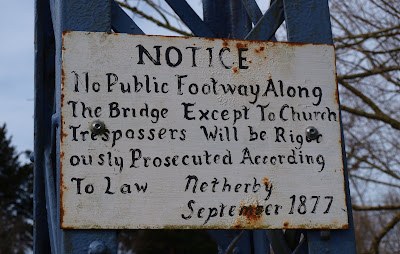 NOTICE
No Public Footway Along
The Bridge Except To Church
Trespassers Will be Rigor
ously Prosecuted According
To Law Netherby
September 1877